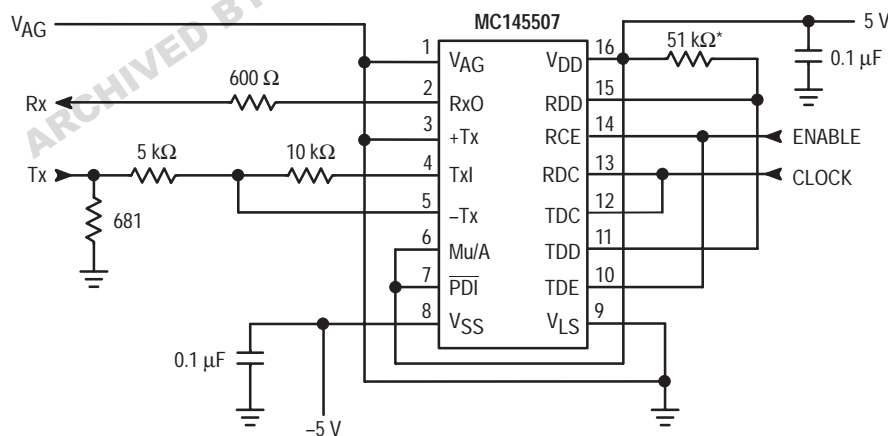 MC145507
VAG
5 V
1
VAG
VDD
16
51 kΩ*
0.1 µF
Rx
600 Ω
2
RxO
RDD
15
3
+Tx
RCE
14
ENABLE
Tx
5 kΩ
10 kΩ
4
TxI
RDC
13
CLOCK
681
5
–Tx
TDC
12
6
Mu/A
TDD
11
7
PDI
TDE
10
8
VSS
VLS
9
0.1 µF
–5 V
ARCHIVED BY